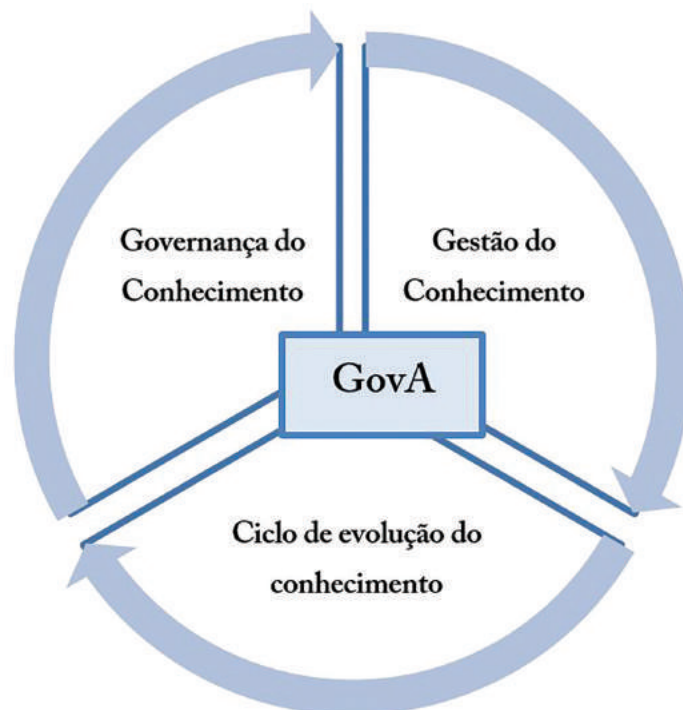 Governança do
Conhecimento
Gestão do
Conhecimento
GovA
Ciclo de evolução do
conhecimento